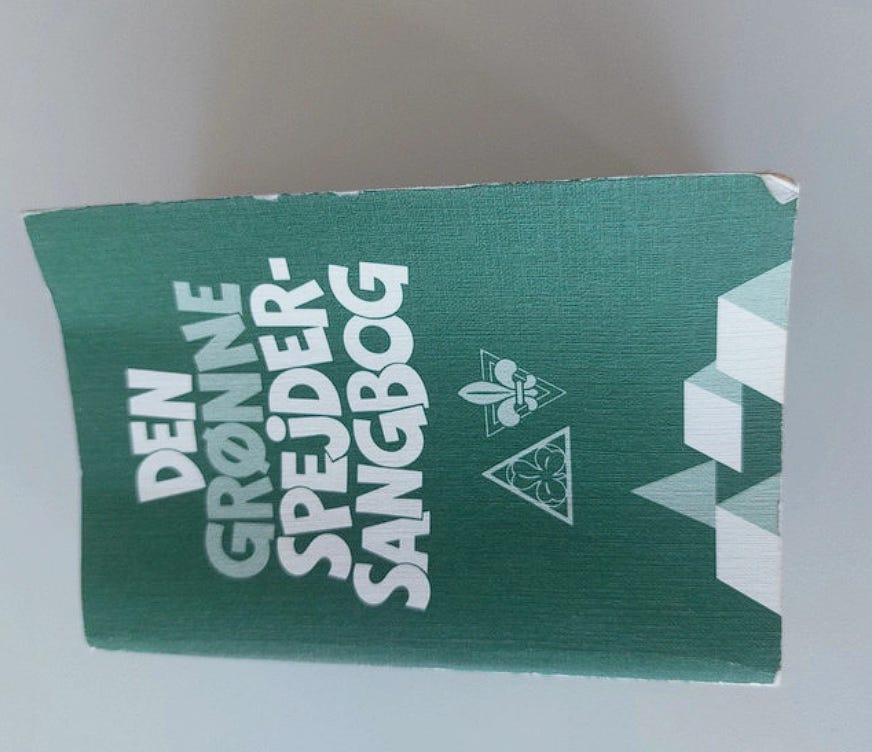 DEN
GRØNNE
SPEjDER-
SANGBOG